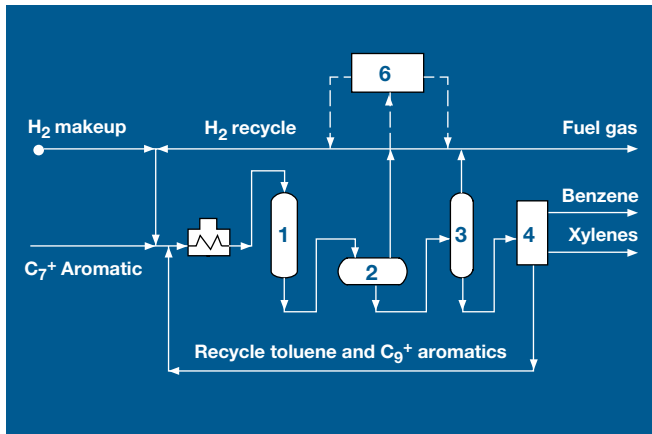 6
H₂ makeup
H₂ recycle
Fuel gas
Benzene
1
3
4
Xylenes
C₇⁺ Aromatic
2
Recycle toluene and C₉⁺ aromatics